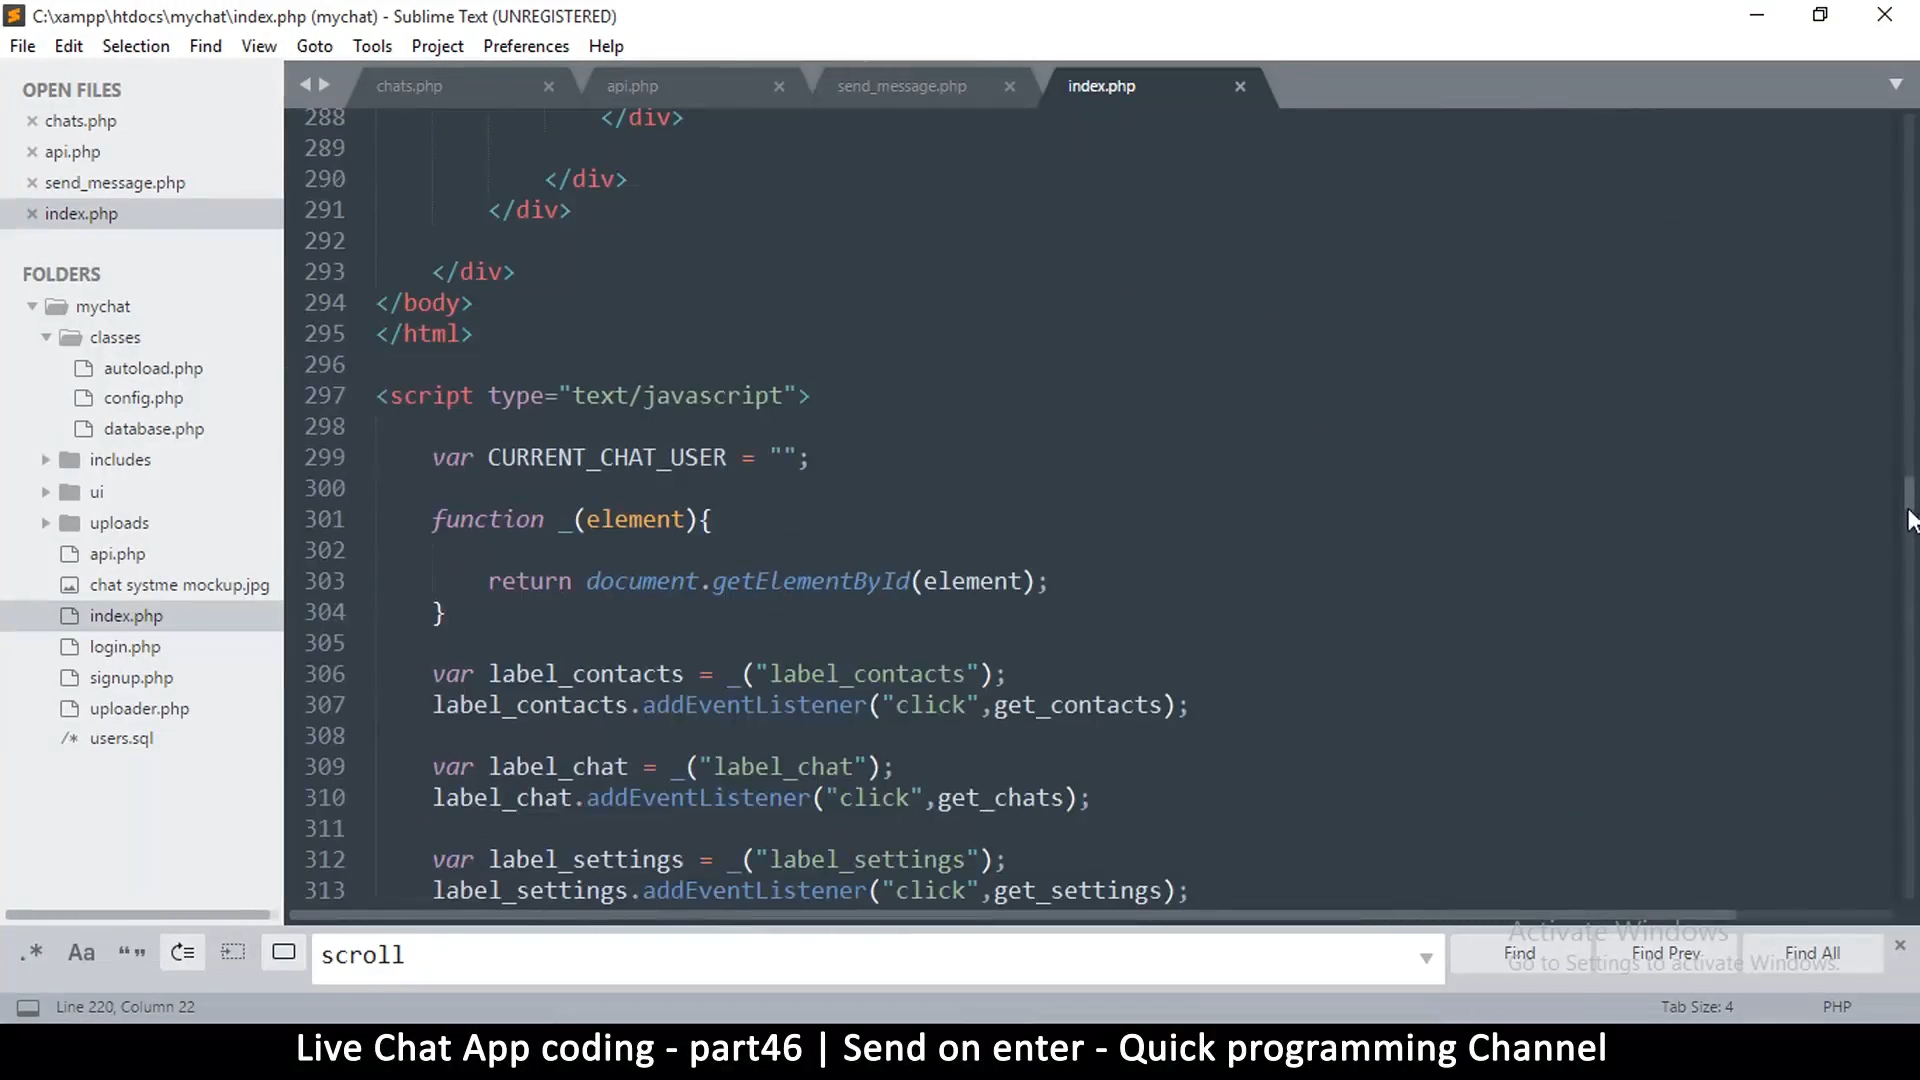 C:\xampp\htdocs\mychat\index.php (mychat) - Sublime Text (UNREGISTERED)
File Edit Selection Find View Goto Tools Project Preferences Help
OPEN FILES
chats.php
api.php
send_message.php
index.php
FOLDERS
mychat
classes
autoload.php
config.php
database.php
includes
ui
uploads
api.php
chat systme mockup.jpg
index.php
login.php
signup.php
uploader.php
/* users.sql
chats.php api.php send_message.php index.php
288 </div>
289
290 </div>
291 </div>
292
293 </div>
294 </body>
295 </html>
296
297 <script type="text/javascript">
298
299 var CURRENT_CHAT_USER = "";
300
301 function _(element){
302
303 return document.getElementById(element);
304 }
305
306 var label_contacts = _("label_contacts");
307 label_contacts.addEventListener("click",get_contacts);
308
309 var label_chat = _("label_chat");
310 label_chat.addEventListener("click",get_chats);
311
312 var label_settings = _("label_settings");
313 label_settings.addEventListener("click",get_settings);
.* Aa “ ” scroll Find Find Prev Find All
Activate Windows
Go to Settings to activate Windows.
Line 220, Column 22 Tab Size: 4 PHP
Live Chat App coding - part46 | Send on enter - Quick programming Channel